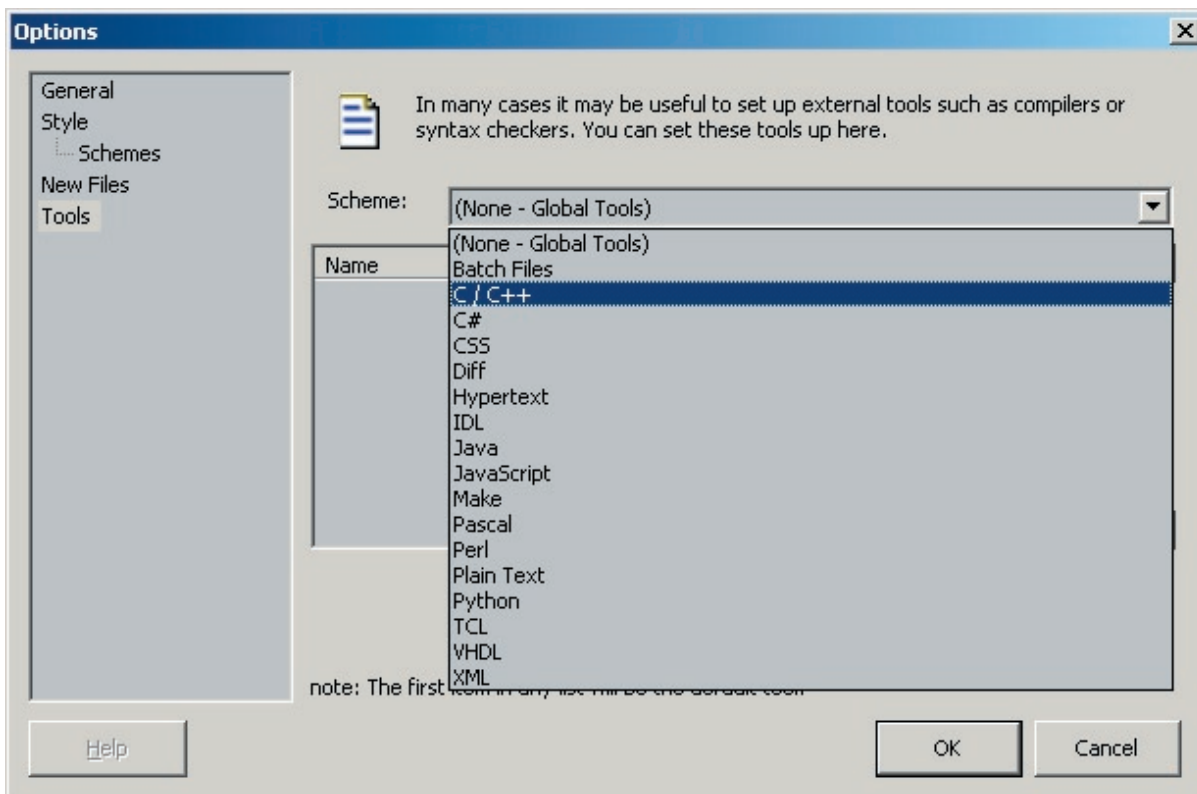 Options
General
Style
Schemes
New Files
Tools
In many cases it may be useful to set up external tools such as compilers or
syntax checkers. You can set these tools up here.
Scheme:
(None - Global Tools)
(None - Global Tools)
Name
Batch Files
C / C++
C#
CSS
Diff
Hypertext
IDL
Java
JavaScript
Make
Pascal
Perl
Plain Text
Python
TCL
VHDL
XML
note: The first
Help
OK
Cancel